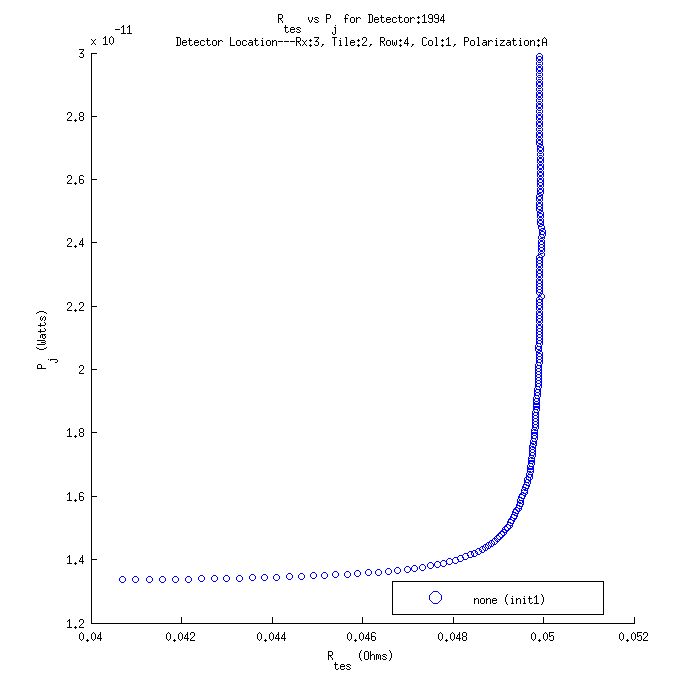 R_tes vs P_j for Detector:1994
Detector Location---Rx:3, Tile:2, Row:4, Col:1, Polarization:A
x 10^-11
3
2.8
2.6
2.4
2.2
2
1.8
1.6
1.4
1.2
P_j (Watts)
none (init1)
0.04 0.042 0.044 0.046 0.048 0.05 0.052
R_tes (Ohms)